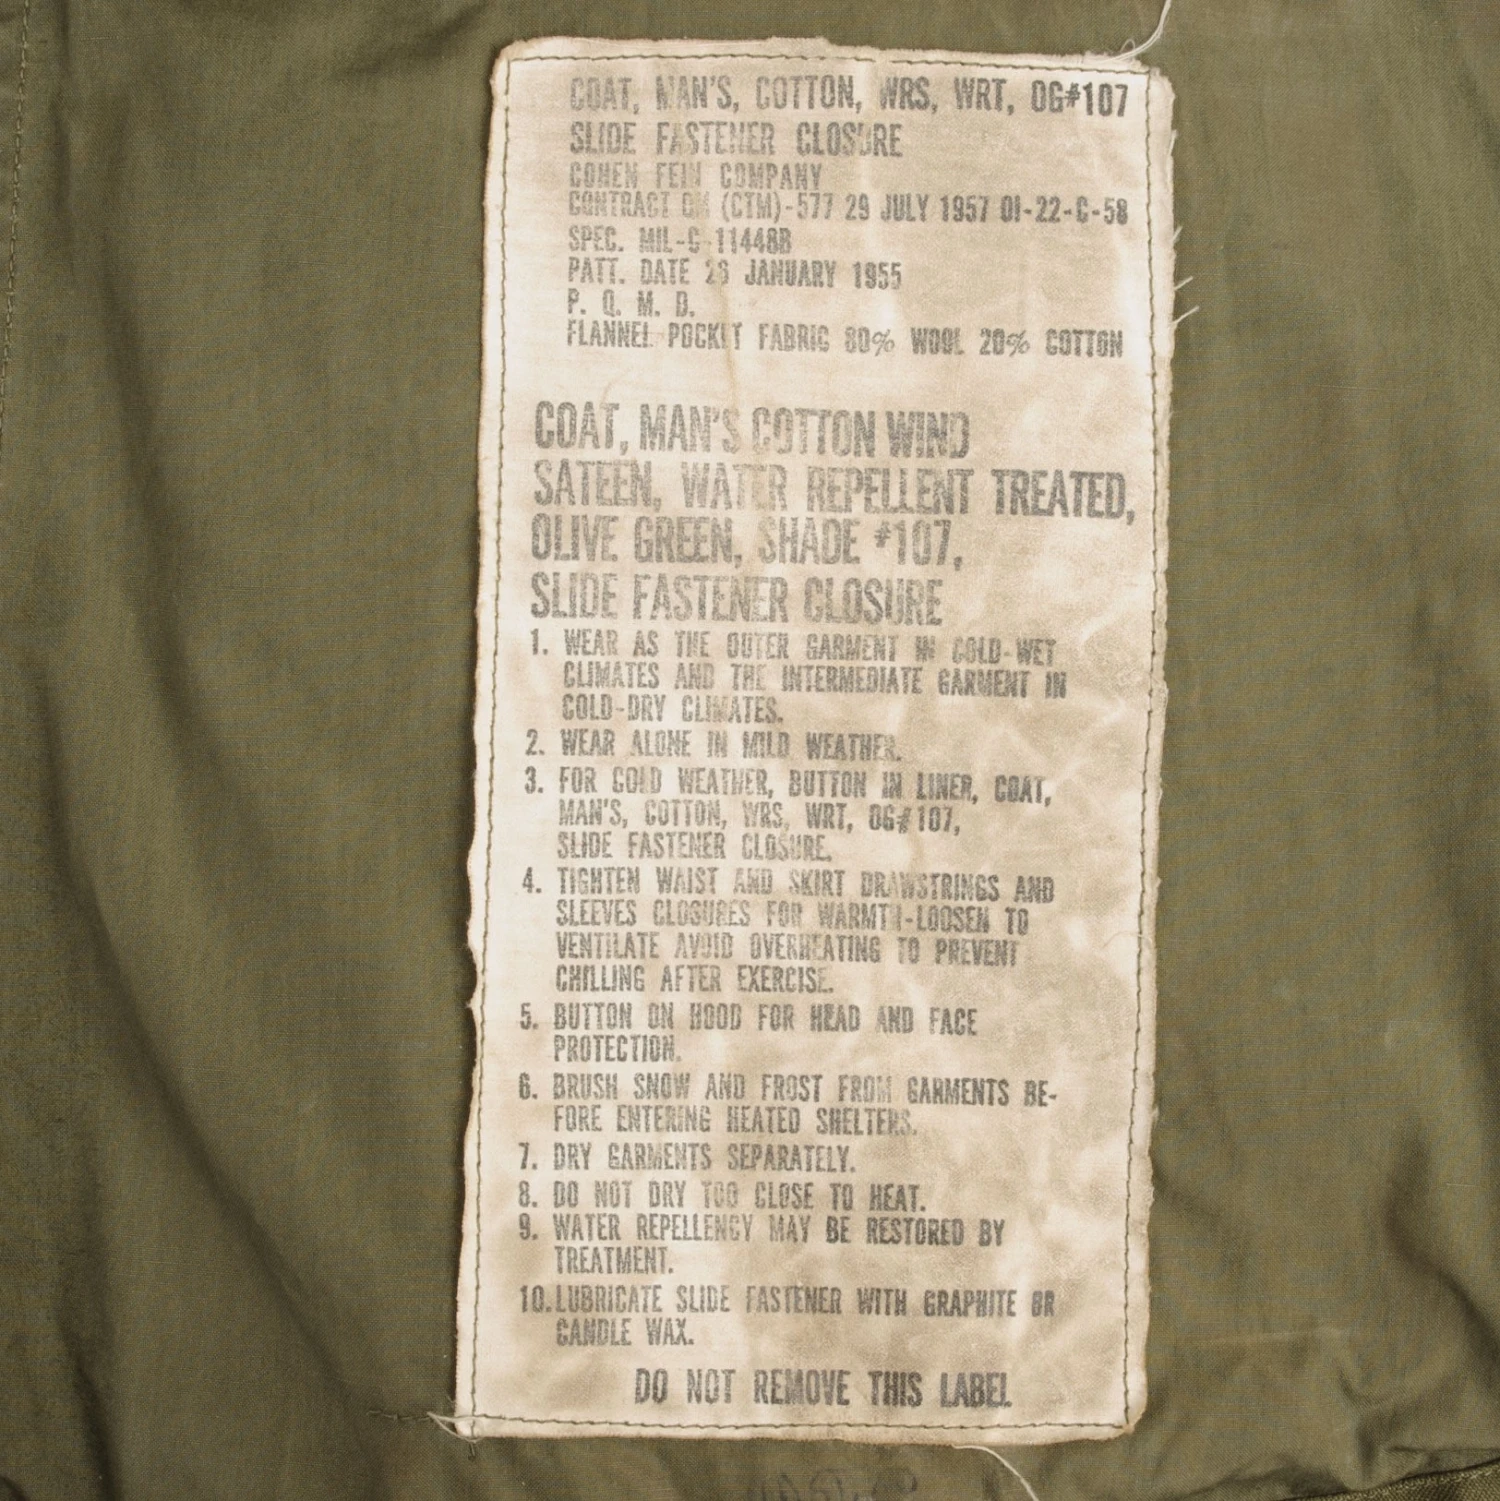 COAT, MAN'S, COTTON, WRS, WRT, OG#107
SLIDE FASTENER CLOSURE
COHEN FEIN COMPANY
CONTRACT QM (CTM)-577 29 JULY 1957 OI-22-C-58
SPEC. MIL-C-11448B
PATT. DATE 26 JANUARY 1955
P. Q. M. D.
FLANNEL POCKET FABRIC 80% WOOL 20% COTTON
COAT, MAN'S COTTON WIND
SATEEN, WATER REPELLENT TREATED,
OLIVE GREEN, SHADE #107,
SLIDE FASTENER CLOSURE
1. WEAR AS THE OUTER GARMENT IN COLD-WET
CLIMATES AND THE INTERMEDIATE GARMENT IN
COLD-DRY CLIMATES.
2. WEAR ALONE IN MILD WEATHER.
3. FOR COLD WEATHER, BUTTON IN LINER, COAT,
MAN'S, COTTON, WRS, WRT, OG#107,
SLIDE FASTENER CLOSURE.
4. TIGHTEN WAIST AND SKIRT DRAWSTRINGS AND
SLEEVES CLOSURES FOR WARMTH-LOOSEN TO
VENTILATE AVOID OVERHEATING TO PREVENT
CHILLING AFTER EXERCISE.
5. BUTTON ON HOOD FOR HEAD AND FACE
PROTECTION.
6. BRUSH SNOW AND FROST FROM GARMENTS BE-
FORE ENTERING HEATED SHELTERS.
7. DRY GARMENTS SEPARATELY.
8. DO NOT DRY TOO CLOSE TO HEAT.
9. WATER REPELLENCY MAY BE RESTORED BY
TREATMENT.
10. LUBRICATE SLIDE FASTENER WITH GRAPHITE OR
CANDLE WAX.
DO NOT REMOVE THIS LABEL